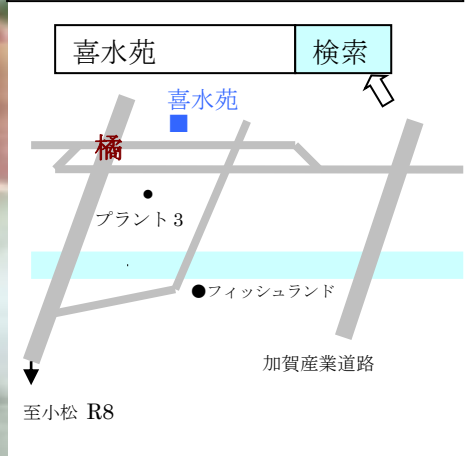 喜水苑 検索
喜水苑
橘
プラント3
フィッシュランド
加賀産業道路
至小松 R8